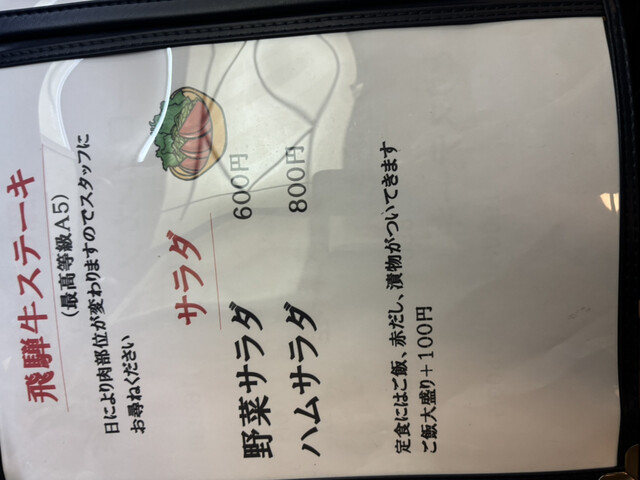 飛騨牛ステーキ
(最高等級A5)
日により肉部位が変わりますのでスタッフに
お尋ねください
サラダ
野菜サラダ 600円
ハムサラダ 800円
定食にはご飯、赤だし、漬物がついてきます
ご飯大盛り+100円